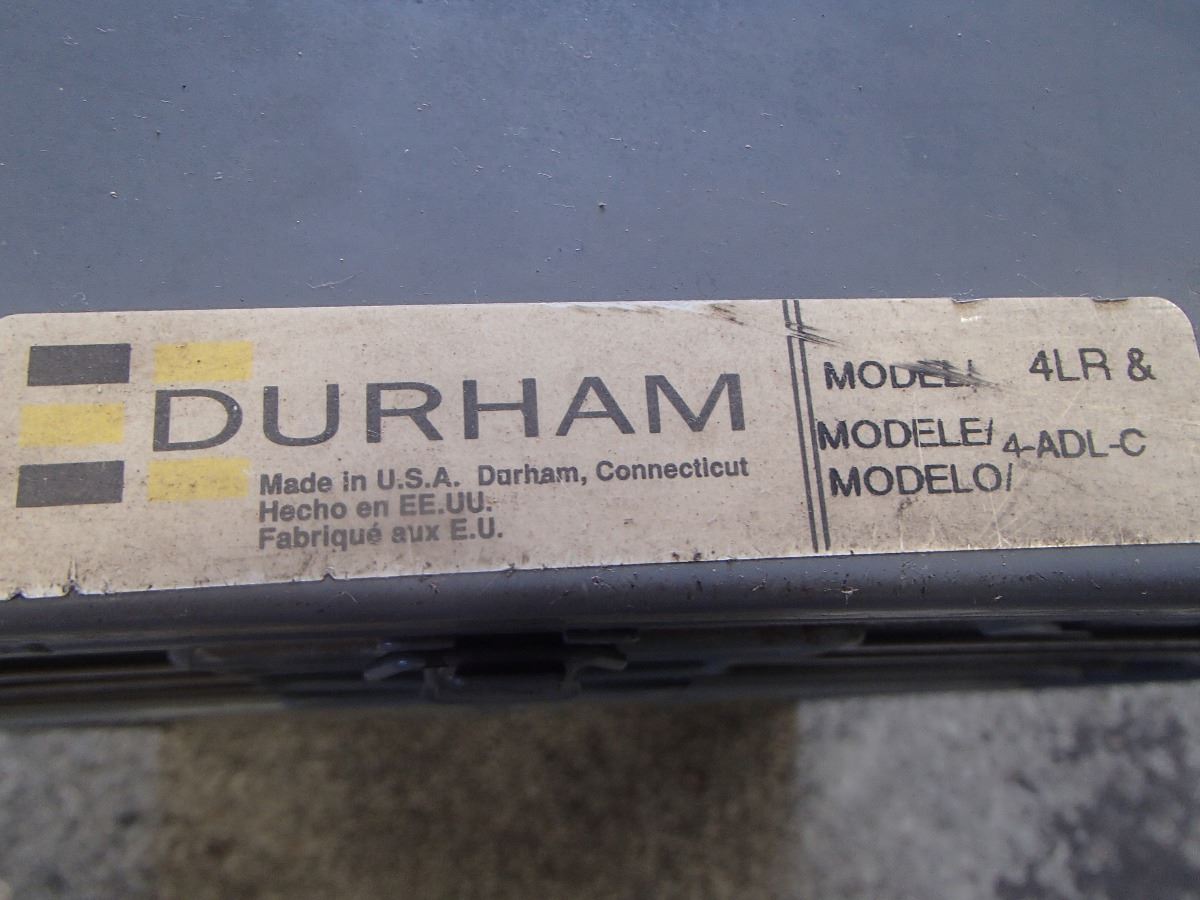 DURHAM
Made in U.S.A. Durham, Connecticut
Hecho en EE.UU.
Fabriqué aux E.U.
MODEL/ 4LR &
MODELE/ 4-ADL-C
MODELO/